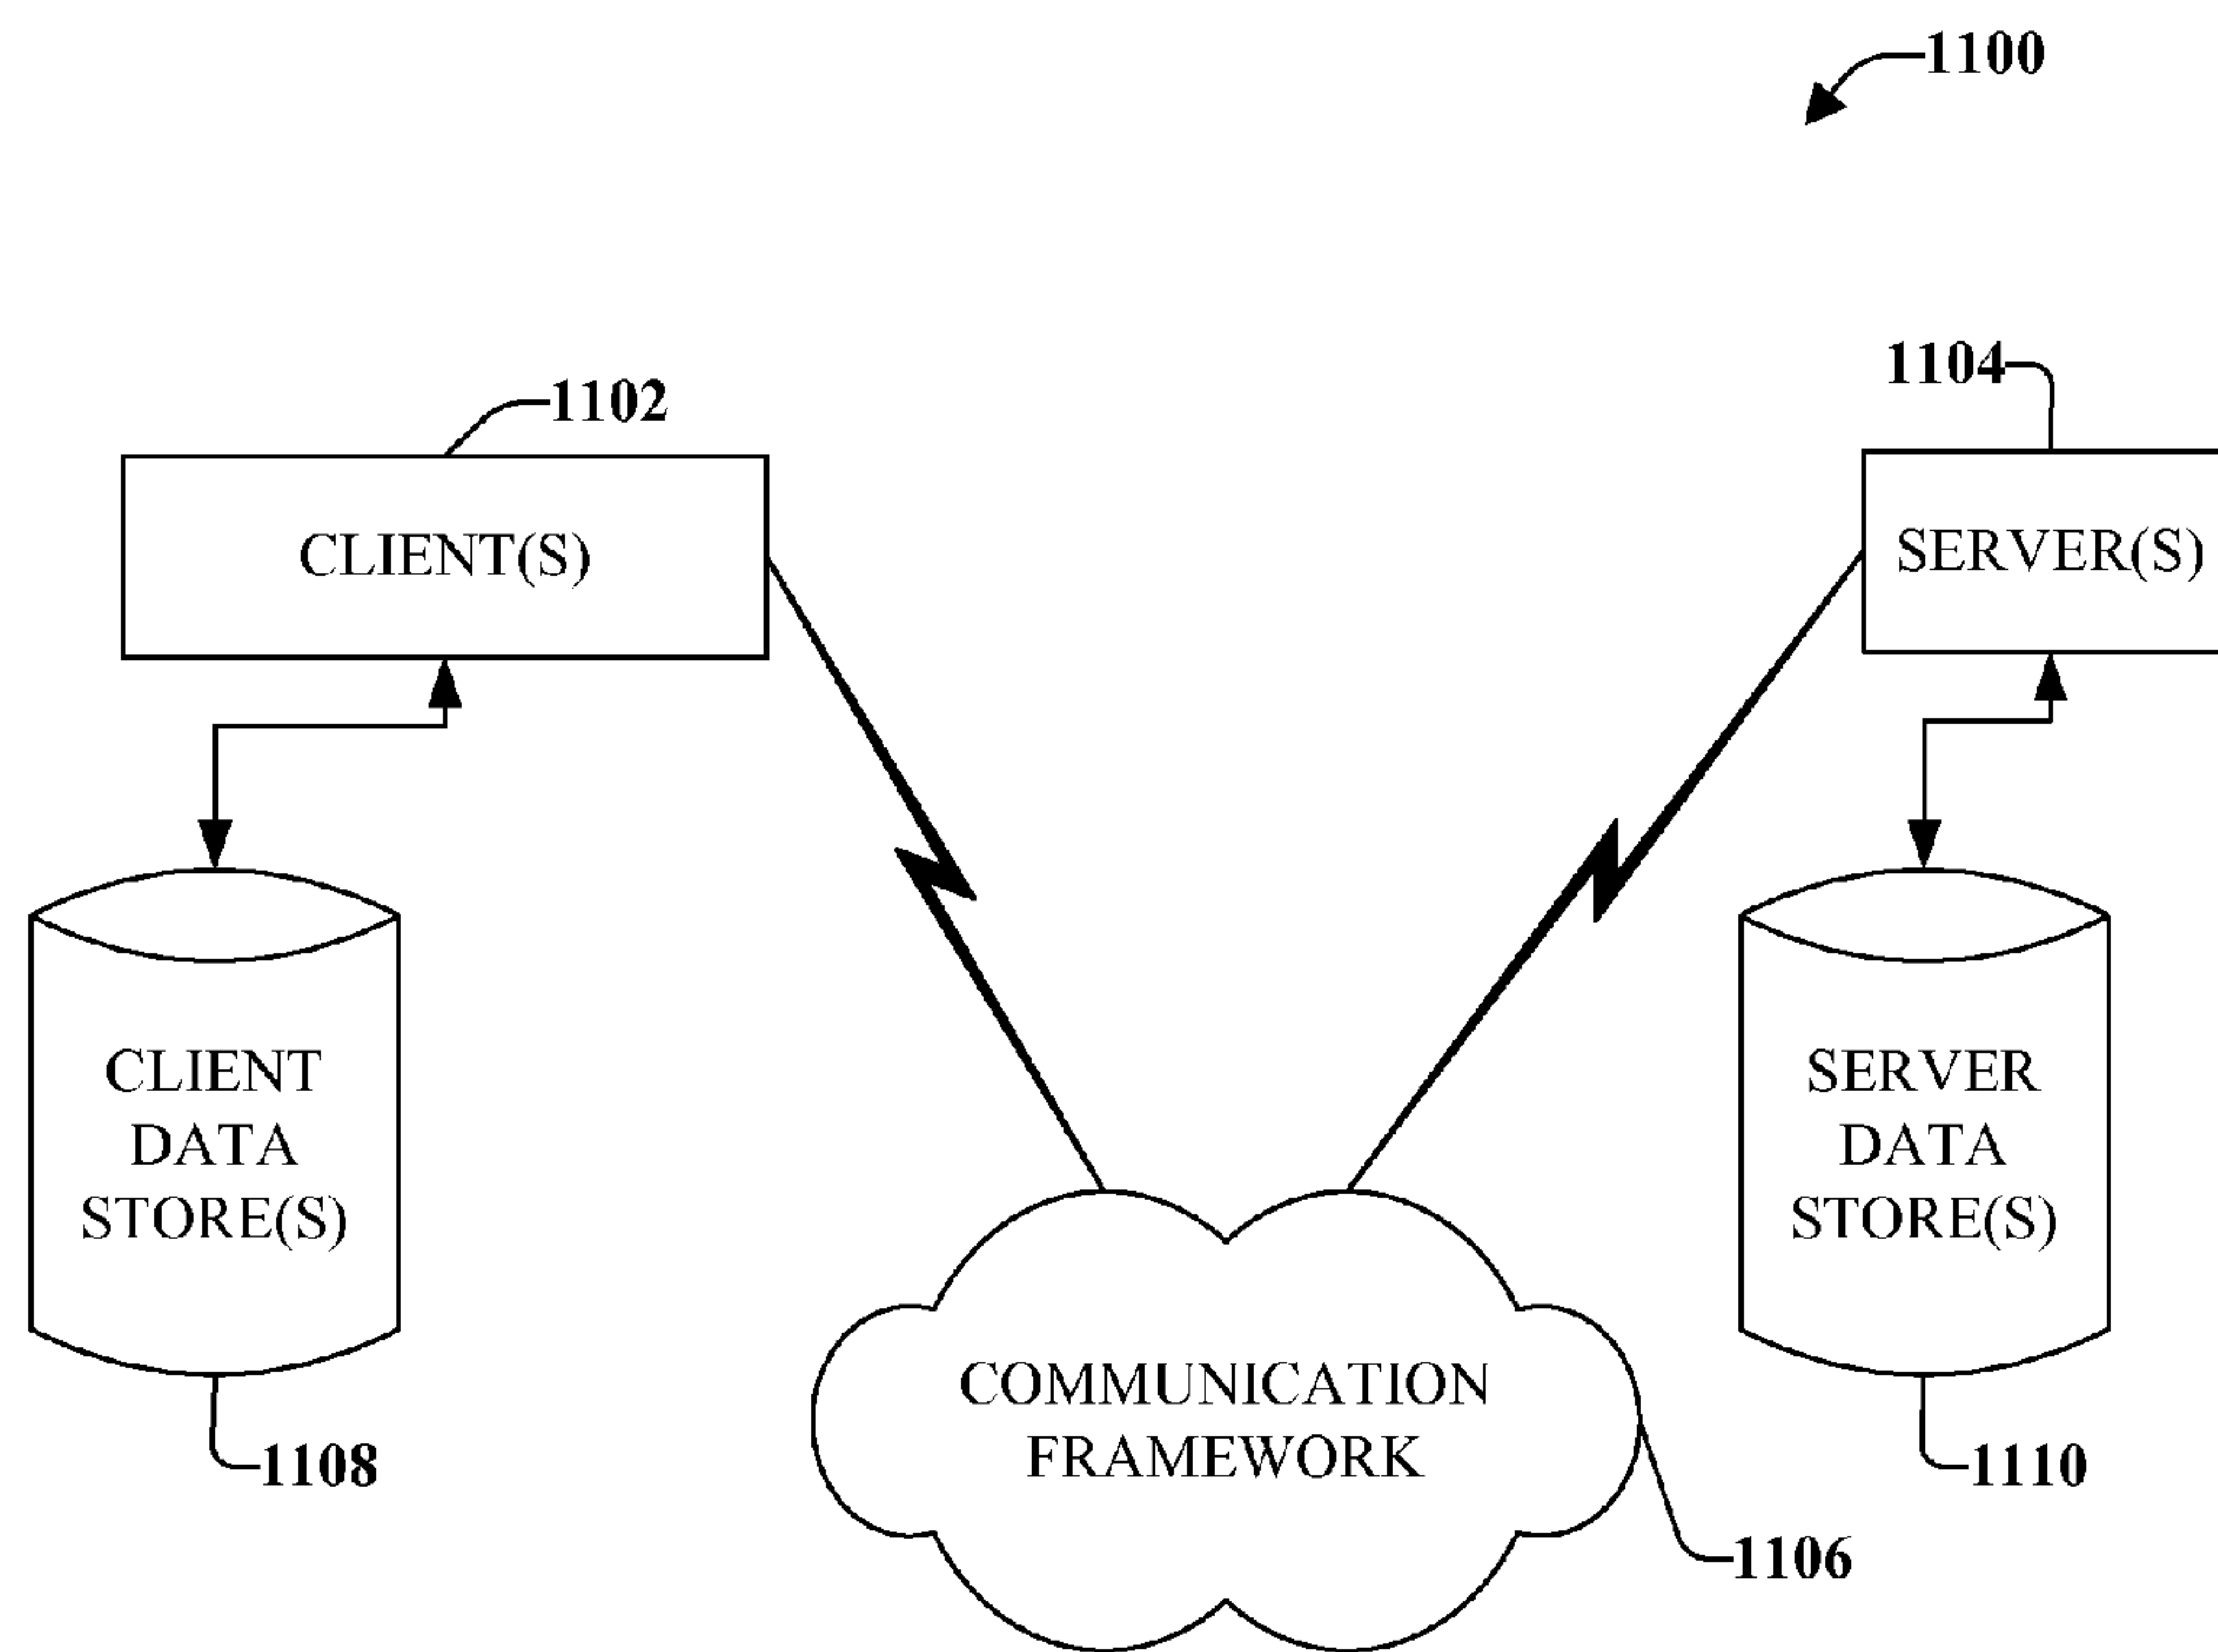 1100
1102
1104
CLIENT(S)
SERVER(S)
CLIENT
DATA
STORE(S)
SERVER
DATA
STORE(S)
COMMUNICATION
FRAMEWORK
1108
1110
1106